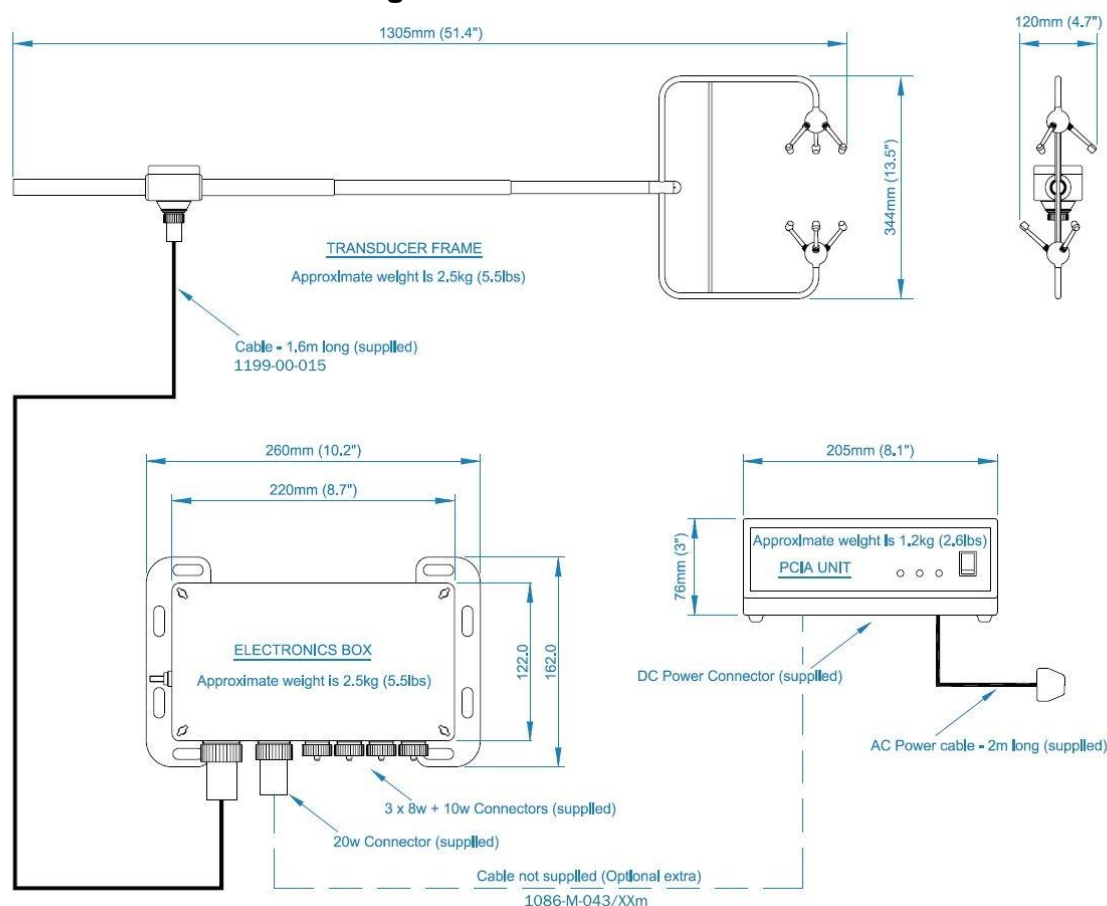 1305mm (51.4")
120mm (4.7")
344mm (13.5")
TRANSDUCER FRAME
Approximate weight is 2.5kg (5.5lbs)
Cable - 1.6m long (supplied)
1199-00-015
260mm (10.2")
220mm (8.7")
205mm (8.1")
Approximate weight is 1.2kg (2.6lbs)
PCIA UNIT
76mm (3")
ELECTRONICS BOX
Approximate weight is 2.5kg (5.5lbs)
122.0
162.0
DC Power Connector (supplied)
AC Power cable - 2m long (supplied)
3 x 8w + 10w Connectors (supplied)
20w Connector (supplied)
Cable not supplied (Optional extra)
1086-M-043/XXm